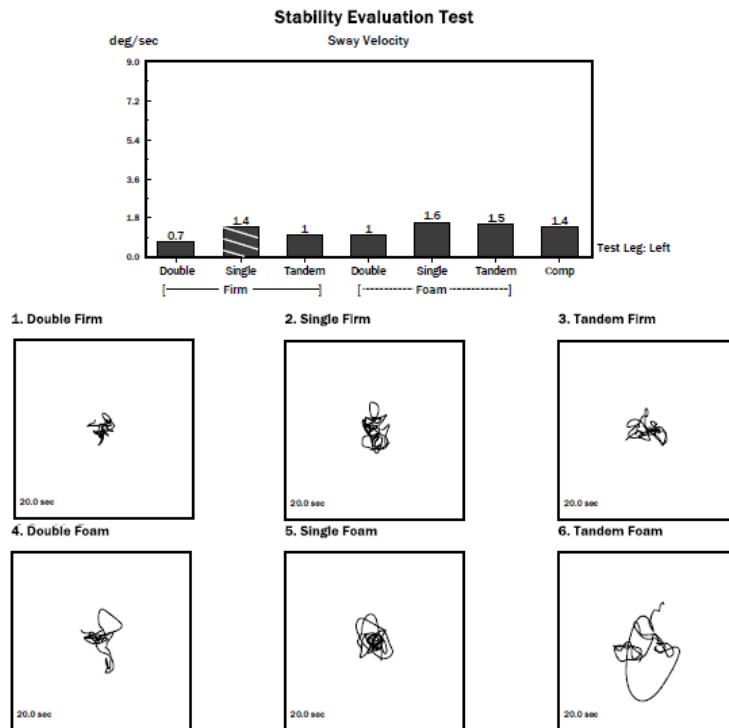 Stability Evaluation Test
deg/sec Sway Velocity
9.0
7.2
5.4
3.6
1.8
0.0
0.7 1.4 1 1 1.6 1.5 1.4
Test Leg: Left
Double Single Tandem Double Single Tandem Comp
[ Firm ] [ Foam ]
1. Double Firm 2. Single Firm 3. Tandem Firm
20.0 sec 20.0 sec 20.0 sec
4. Double Foam 5. Single Foam 6. Tandem Foam
20.0 sec 20.0 sec 20.0 sec